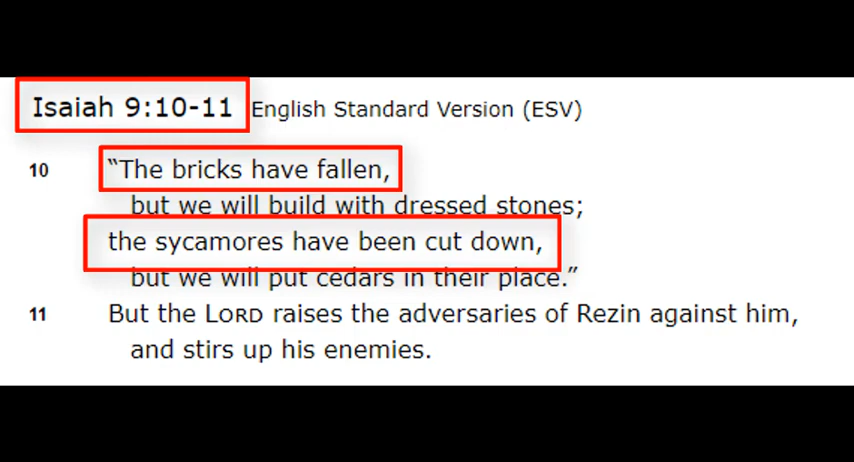 Isaiah 9:10-11 English Standard Version (ESV)
10 “The bricks have fallen,
but we will build with dressed stones;
the sycamores have been cut down,
but we will put cedars in their place.”
11 But the LORD raises the adversaries of Rezin against him,
and stirs up his enemies.